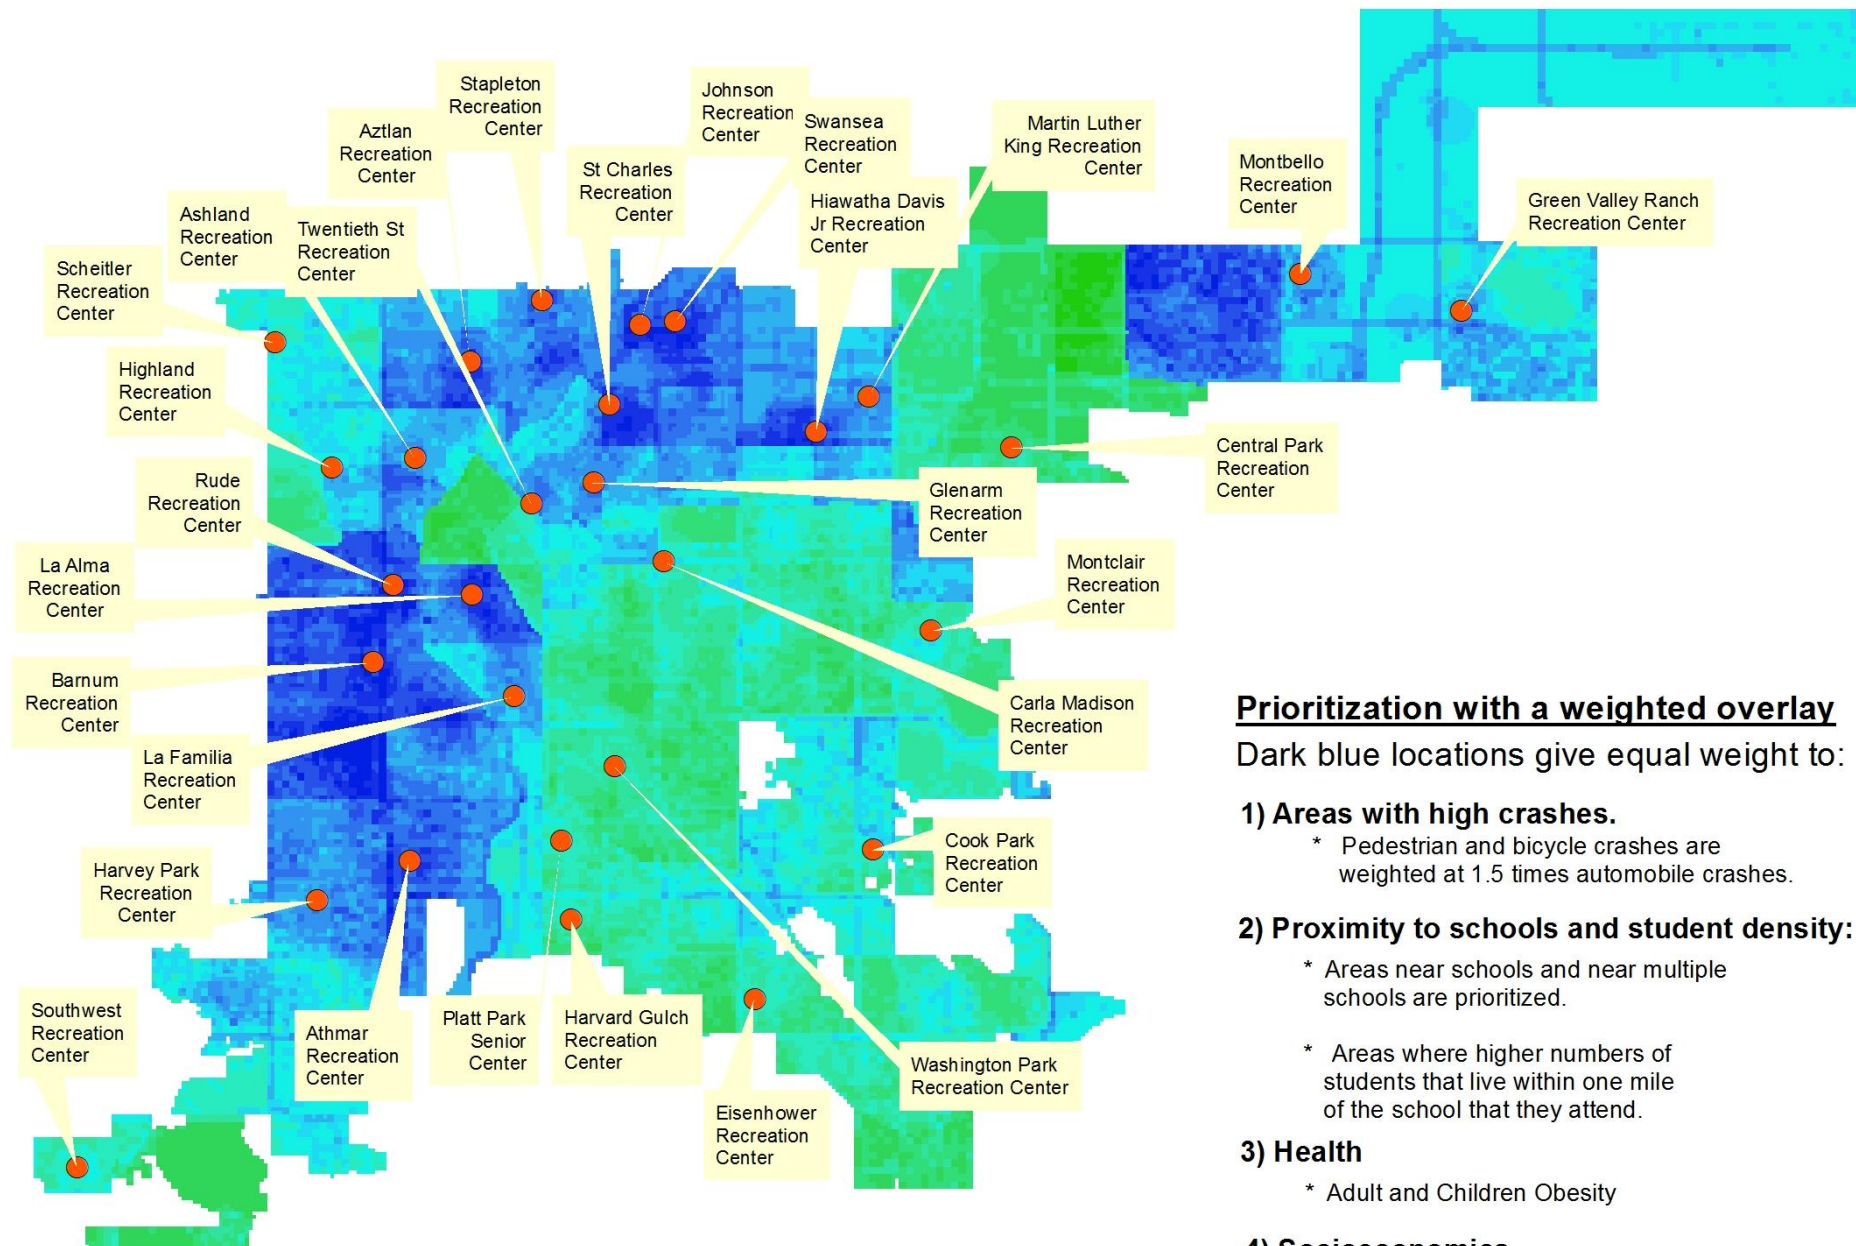 Stapleton
Recreation
Center
Johnson
Recreation
Center
Aztlan
Recreation
Center
Swansea
Recreation
Center
Martin Luther
King Recreation
Center
St Charles
Recreation
Center
Montbello
Recreation
Center
Hiawatha Davis
Jr Recreation
Center
Green Valley Ranch
Recreation Center
Ashland
Recreation
Center
Twentieth St
Recreation
Center
Scheitler
Recreation
Center
Highland
Recreation
Center
Central Park
Recreation
Center
Rude
Recreation
Center
Glenarm
Recreation
Center
La Alma
Recreation
Center
Montclair
Recreation
Center
Barnum
Recreation
Center
Carla Madison
Recreation
Center
La Familia
Recreation
Center
Cook Park
Recreation
Center
Harvey Park
Recreation
Center
Southwest
Recreation
Center
Athmar
Recreation
Center
Platt Park
Senior
Center
Harvard Gulch
Recreation
Center
Washington Park
Recreation Center
Eisenhower
Recreation
Center
Prioritization with a weighted overlay
Dark blue locations give equal weight to:
1) Areas with high crashes.
* Pedestrian and bicycle crashes are
weighted at 1.5 times automobile crashes.
2) Proximity to schools and student density:
* Areas near schools and near multiple
schools are prioritized.
* Areas where higher numbers of
students that live within one mile
of the school that they attend.
3) Health
* Adult and Children Obesity
4) Socioeconomics